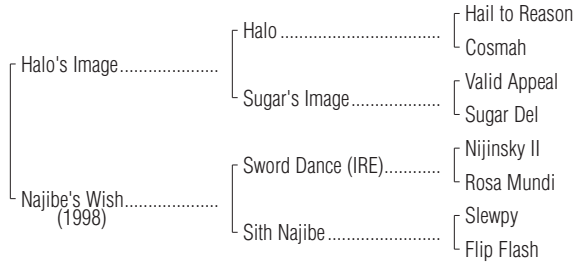 Hail to Reason
Halo
Cosmah
Halo's Image
Valid Appeal
Sugar's Image
Sugar Del
Nijinsky II
Sword Dance (IRE)
Rosa Mundi
Najibe's Wish
(1998)
Slewpy
Sith Najibe
Flip Flash